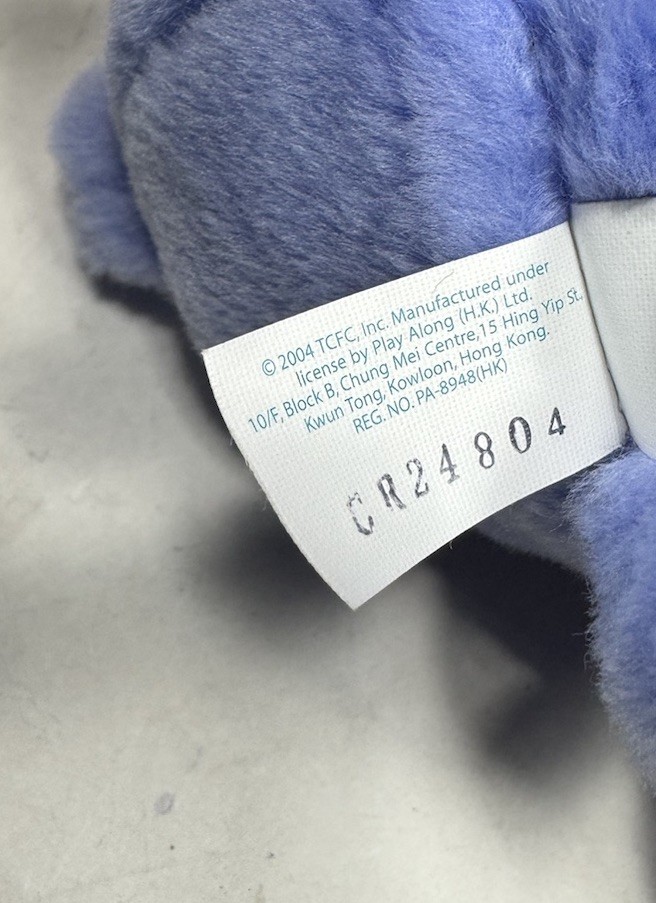 © 2004 TCFC, Inc. Manufactured under
license by Play Along (H.K.) Ltd.
10/F, Block B, Chung Mei Centre,15 Hing Yip St.,
Kwun Tong, Kowloon, Hong Kong.
REG. NO. PA-8948(HK)
CR24804